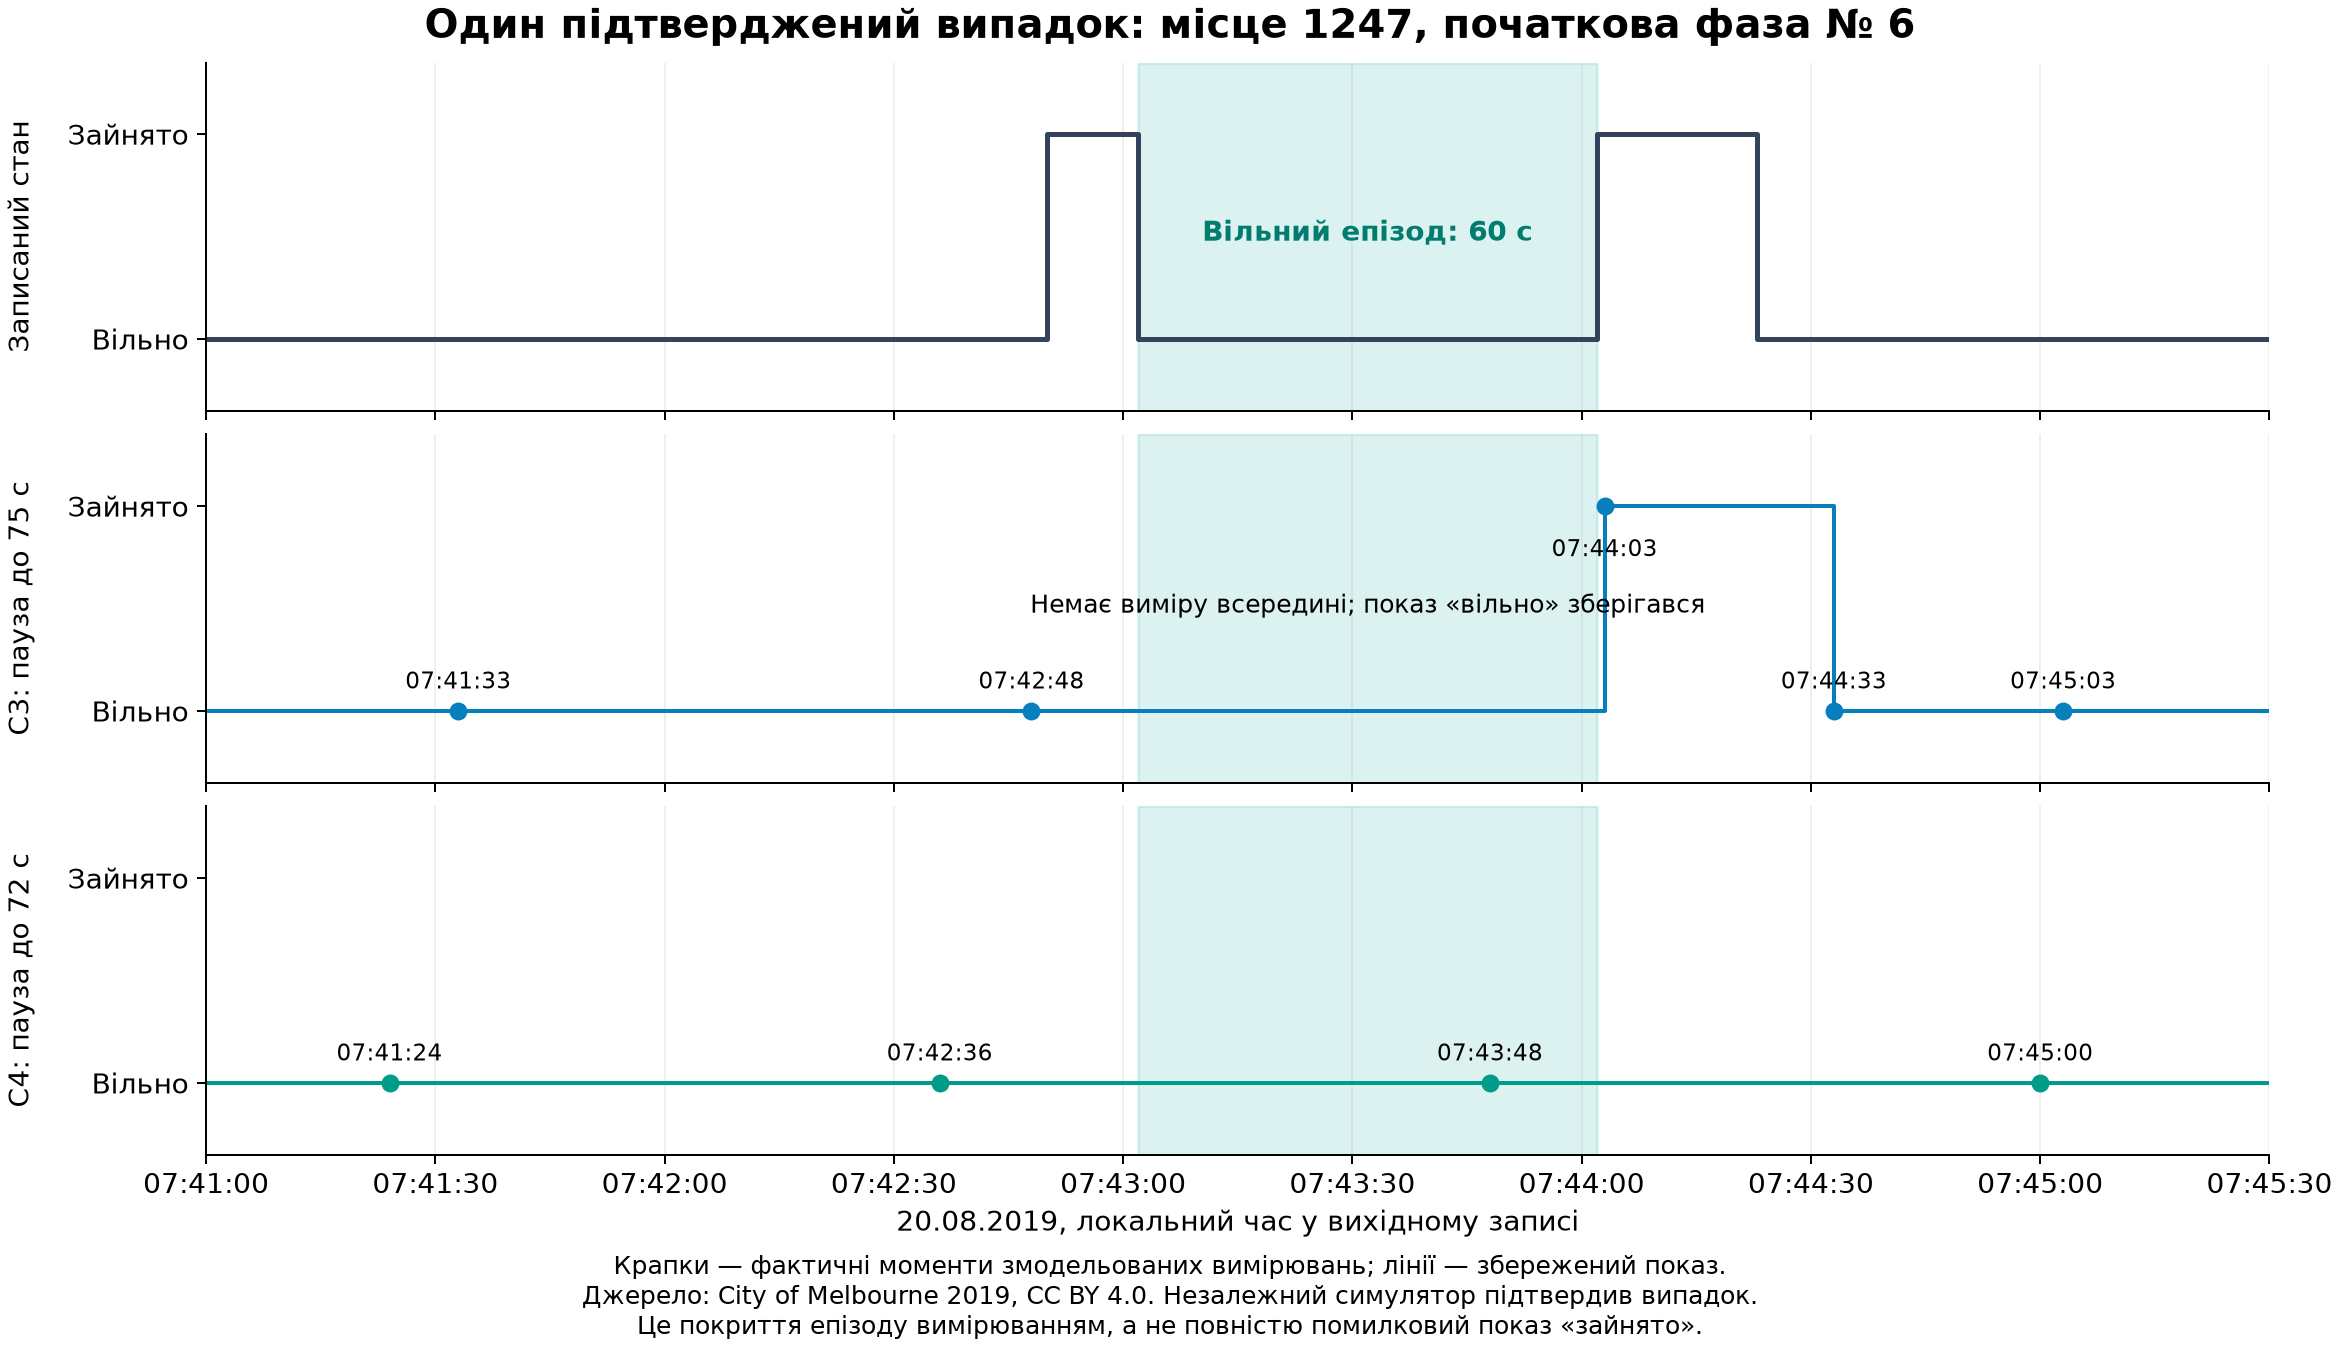 Один підтверджений випадок: місце 1247, початкова фаза № 6
Записаний стан
Зайнято
Вільний епізод: 60 с
Вільно
C3: пауза до 75 с
Зайнято
07:44:03
Немає виміру всередині; показ «вільно» зберігався
07:41:33
07:42:48
07:44:33
07:45:03
Вільно
C4: пауза до 72 с
Зайнято
07:41:24
07:42:36
07:43:48
07:45:00
Вільно
07:41:00
07:41:30
07:42:00
07:42:30
07:43:00
07:43:30
07:44:00
07:44:30
07:45:00
07:45:30
20.08.2019, локальний час у вихідному записі
Крапки — фактичні моменти змодельованих вимірювань; лінії — збережений показ.
Джерело: City of Melbourne 2019, CC BY 4.0. Незалежний симулятор підтвердив випадок.
Це покриття епізоду вимірюванням, а не повністю помилковий показ «зайнято».